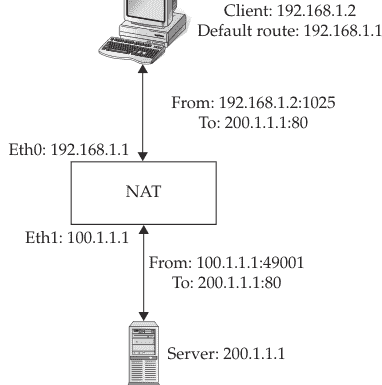 Client: 192.168.1.2
Default route: 192.168.1.1
From: 192.168.1.2:1025
To: 200.1.1.1:80
Eth0: 192.168.1.1
NAT
Eth1: 100.1.1.1
From: 100.1.1.1:49001
To: 200.1.1.1:80
Server: 200.1.1.1